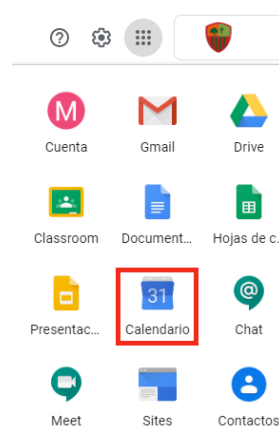 M
Cuenta Gmail Drive
Classroom Document... Hojas de c.
31
Presentac... Calendario Chat
Meet Sites Contactos